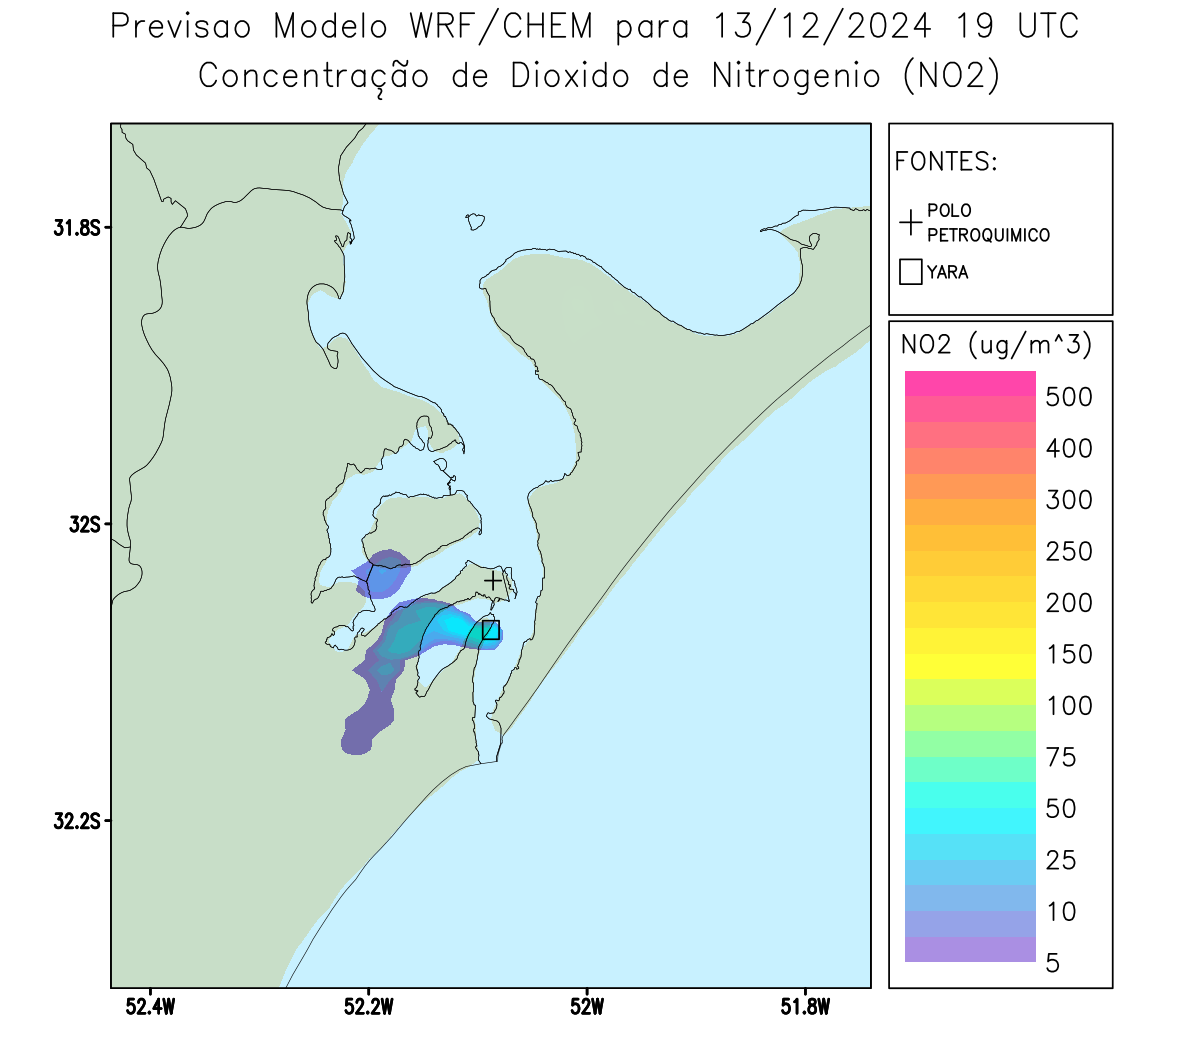 Previsao Modelo WRF/CHEM para 13/12/2024 19 UTC
Concentração de Dioxido de Nitrogenio (NO2)
FONTES:
POLO
PETROQUIMICO
YARA
NO2 (ug/m^3)
500
400
300
250
200
150
100
75
50
25
10
5
31.8S
32S
32.2S
52.4W
52.2W
52W
51.8W